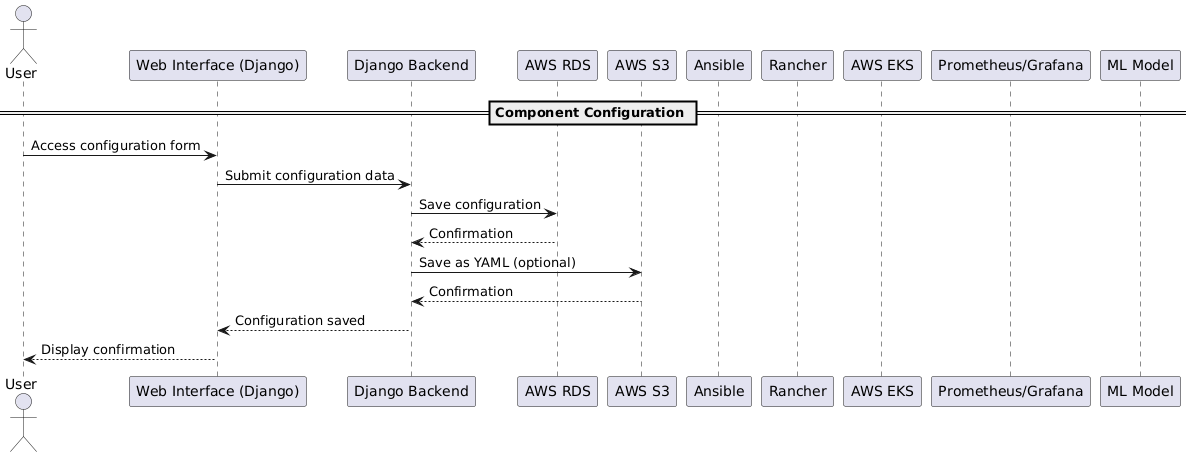 User
Web Interface (Django)
Django Backend
AWS RDS
AWS S3
Ansible
Rancher
AWS EKS
Prometheus/Grafana
ML Model
Component Configuration
Access configuration form
Submit configuration data
Save configuration
Confirmation
Save as YAML (optional)
Confirmation
Configuration saved
Display confirmation
User
Web Interface (Django)
Django Backend
AWS RDS
AWS S3
Ansible
Rancher
AWS EKS
Prometheus/Grafana
ML Model